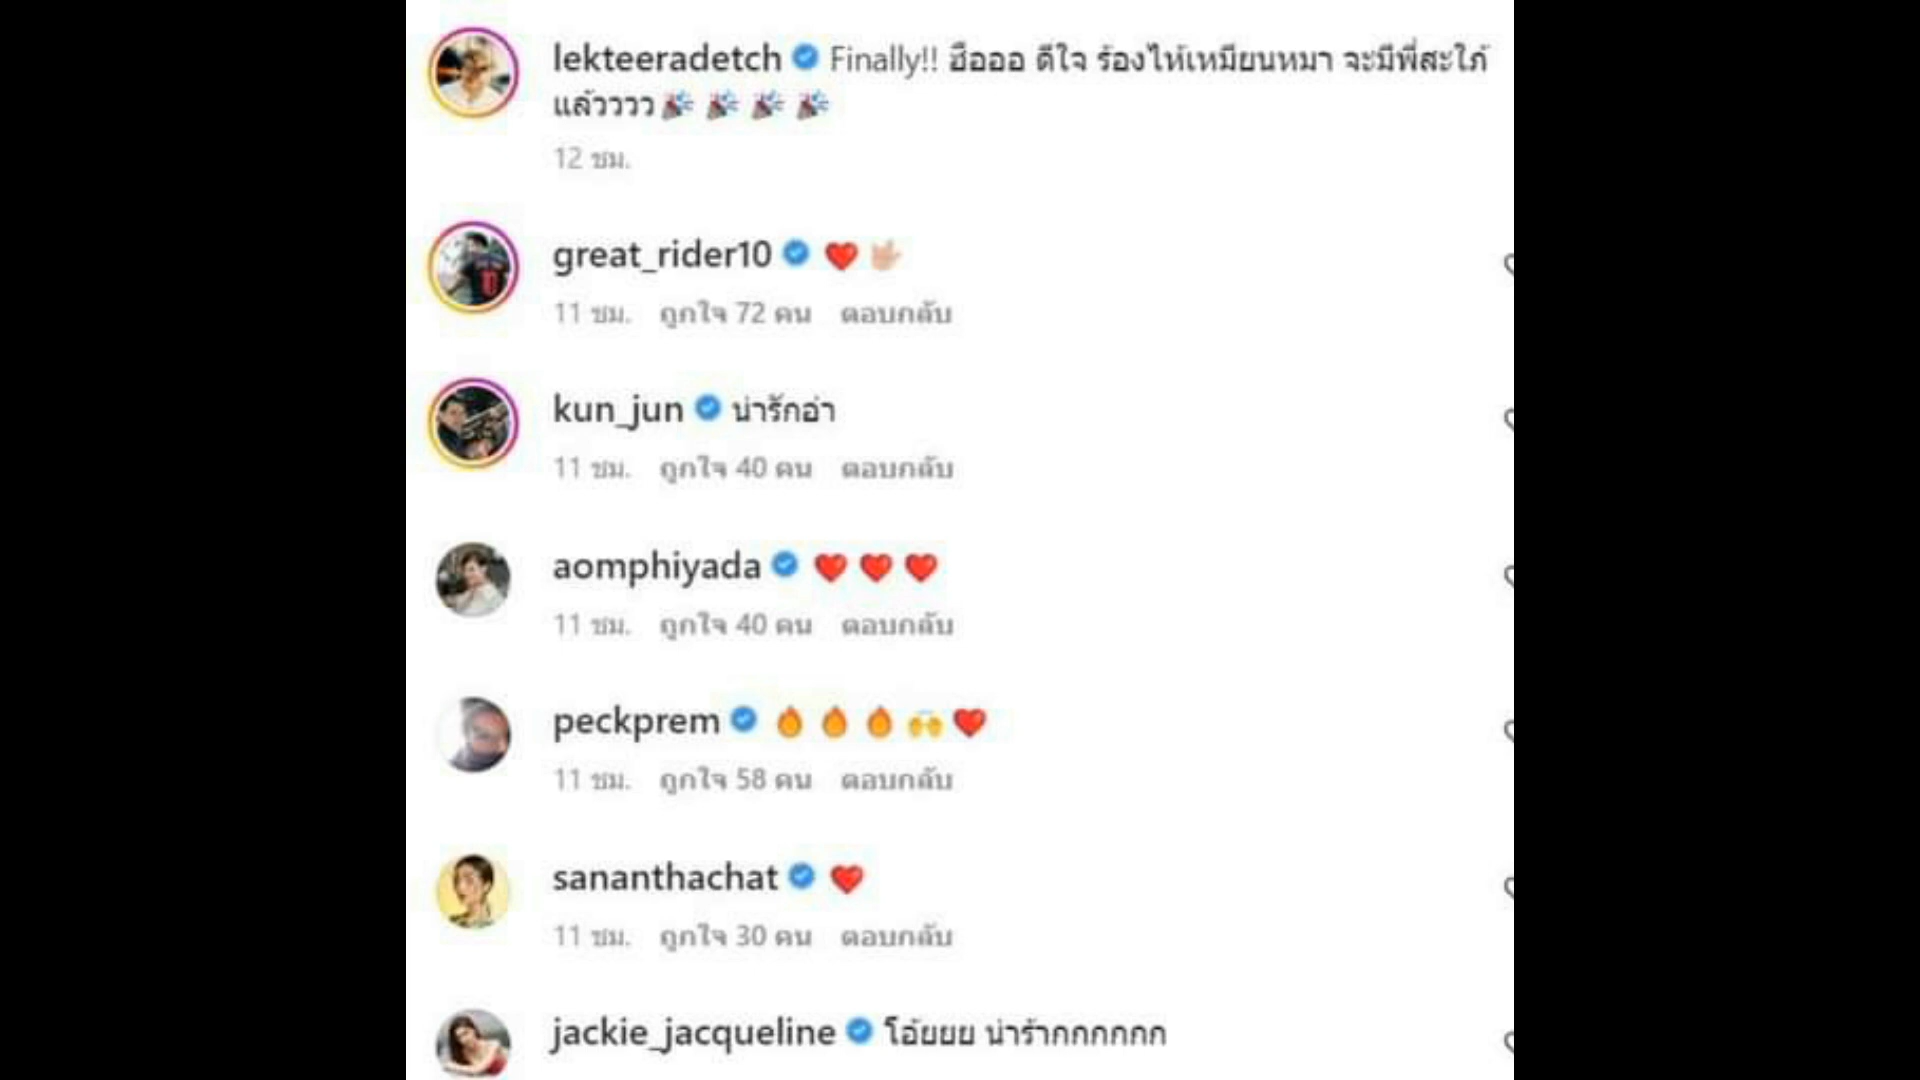 lekteeradetch Finally!! ฮือออ ดีใจ ร้องไห้เหมียนหมา จะมีพี่สะใภ้
แล้วววว🎉 🎉 🎉 🎉
12 ชม.
great_rider10 ❤️ 🤟🏻
11 ชม. ถูกใจ 72 คน ตอบกลับ
kun_jun น่ารักอ่า
11 ชม. ถูกใจ 40 คน ตอบกลับ
aomphiyada ❤️ ❤️ ❤️
11 ชม. ถูกใจ 40 คน ตอบกลับ
peckprem 🔥 🔥 🔥 🙌 ❤️
11 ชม. ถูกใจ 58 คน ตอบกลับ
sananthachat ❤️
11 ชม. ถูกใจ 30 คน ตอบกลับ
jackie_jacqueline โอ้ยยย น่าร้ากกกกกก